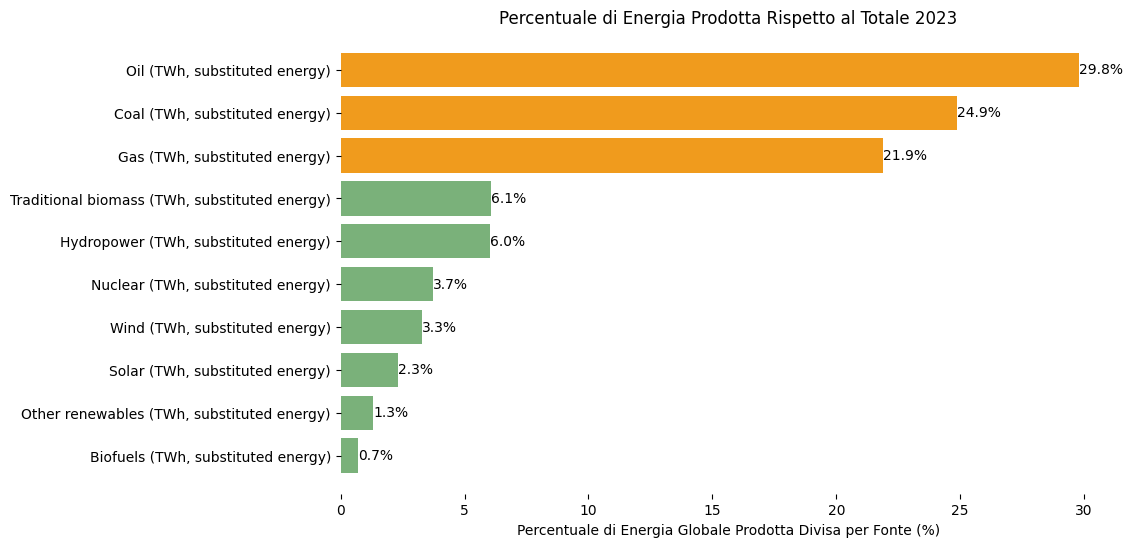 Percentuale di Energia Prodotta Rispetto al Totale 2023
Oil (TWh, substituted energy) 29.8%
Coal (TWh, substituted energy) 24.9%
Gas (TWh, substituted energy) 21.9%
Traditional biomass (TWh, substituted energy) 6.1%
Hydropower (TWh, substituted energy) 6.0%
Nuclear (TWh, substituted energy) 3.7%
Wind (TWh, substituted energy) 3.3%
Solar (TWh, substituted energy) 2.3%
Other renewables (TWh, substituted energy) 1.3%
Biofuels (TWh, substituted energy) 0.7%
0 5 10 15 20 25 30
Percentuale di Energia Globale Prodotta Divisa per Fonte (%)